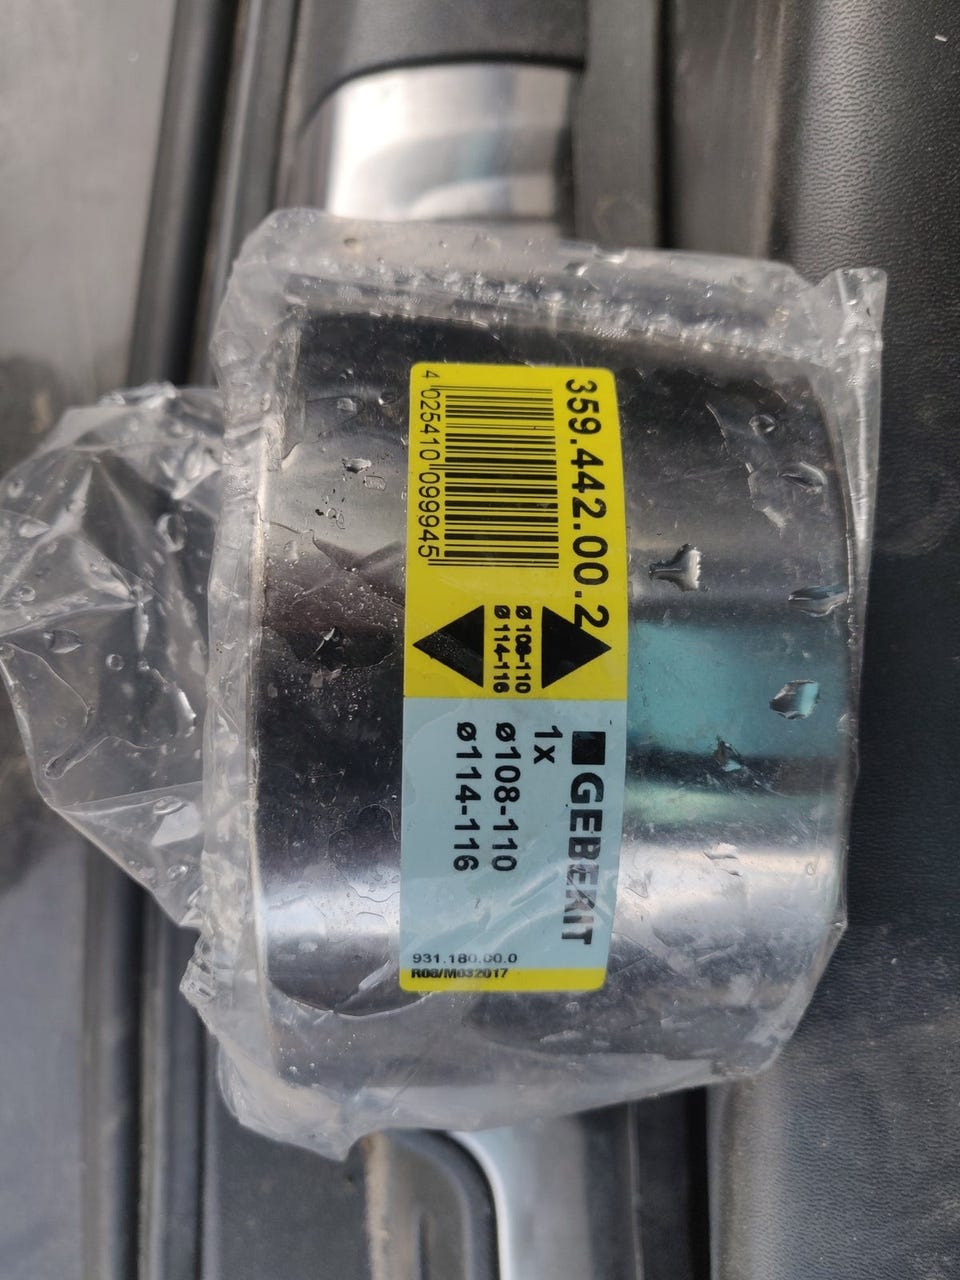 359.442.00.2
4 025410 099945
ø 108-110
ø 114-116
GEBERIT
1x
ø108-110
ø114-116
931.180.00.0
R08/M032017